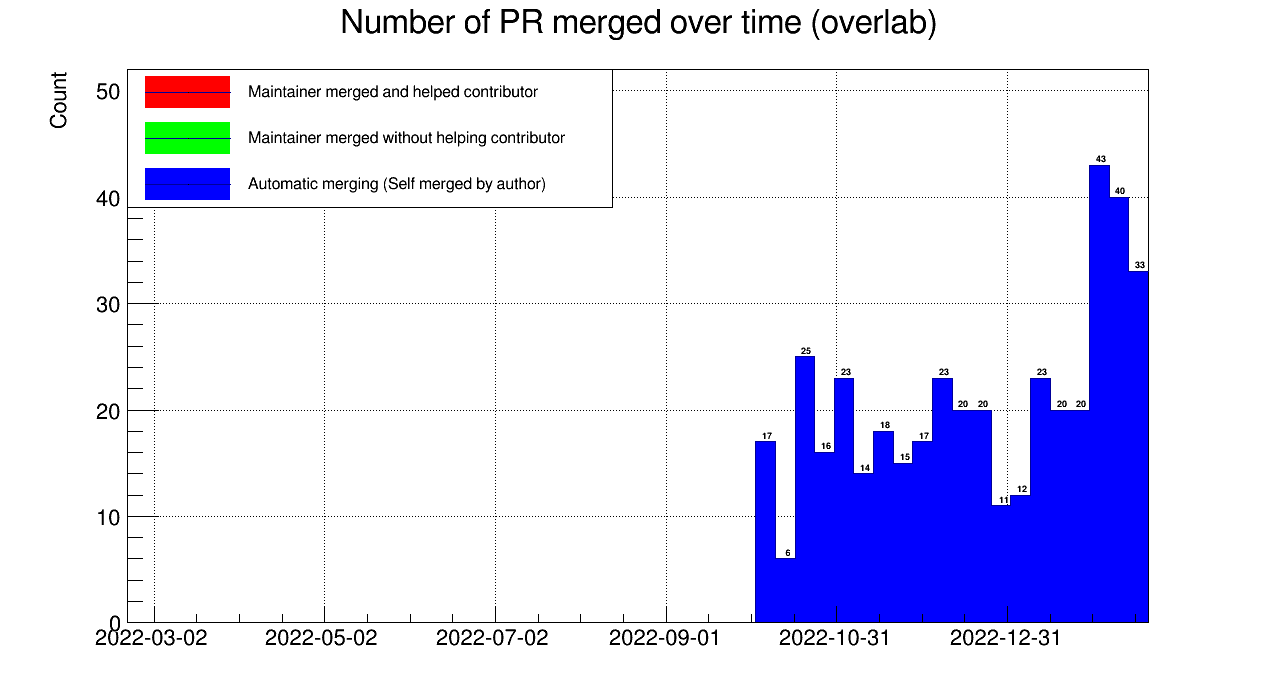 Number of PR merged over time (overlab)
Count
50
40
30
20
10
0
Maintainer merged and helped contributor
Maintainer merged without helping contributor
Automatic merging (Self merged by author)
17 6 25 16 23 14 18 15 17 23 20 20 11 12 23 20 20 43 40 33
2022-03-02 2022-05-02 2022-07-02 2022-09-01 2022-10-31 2022-12-31